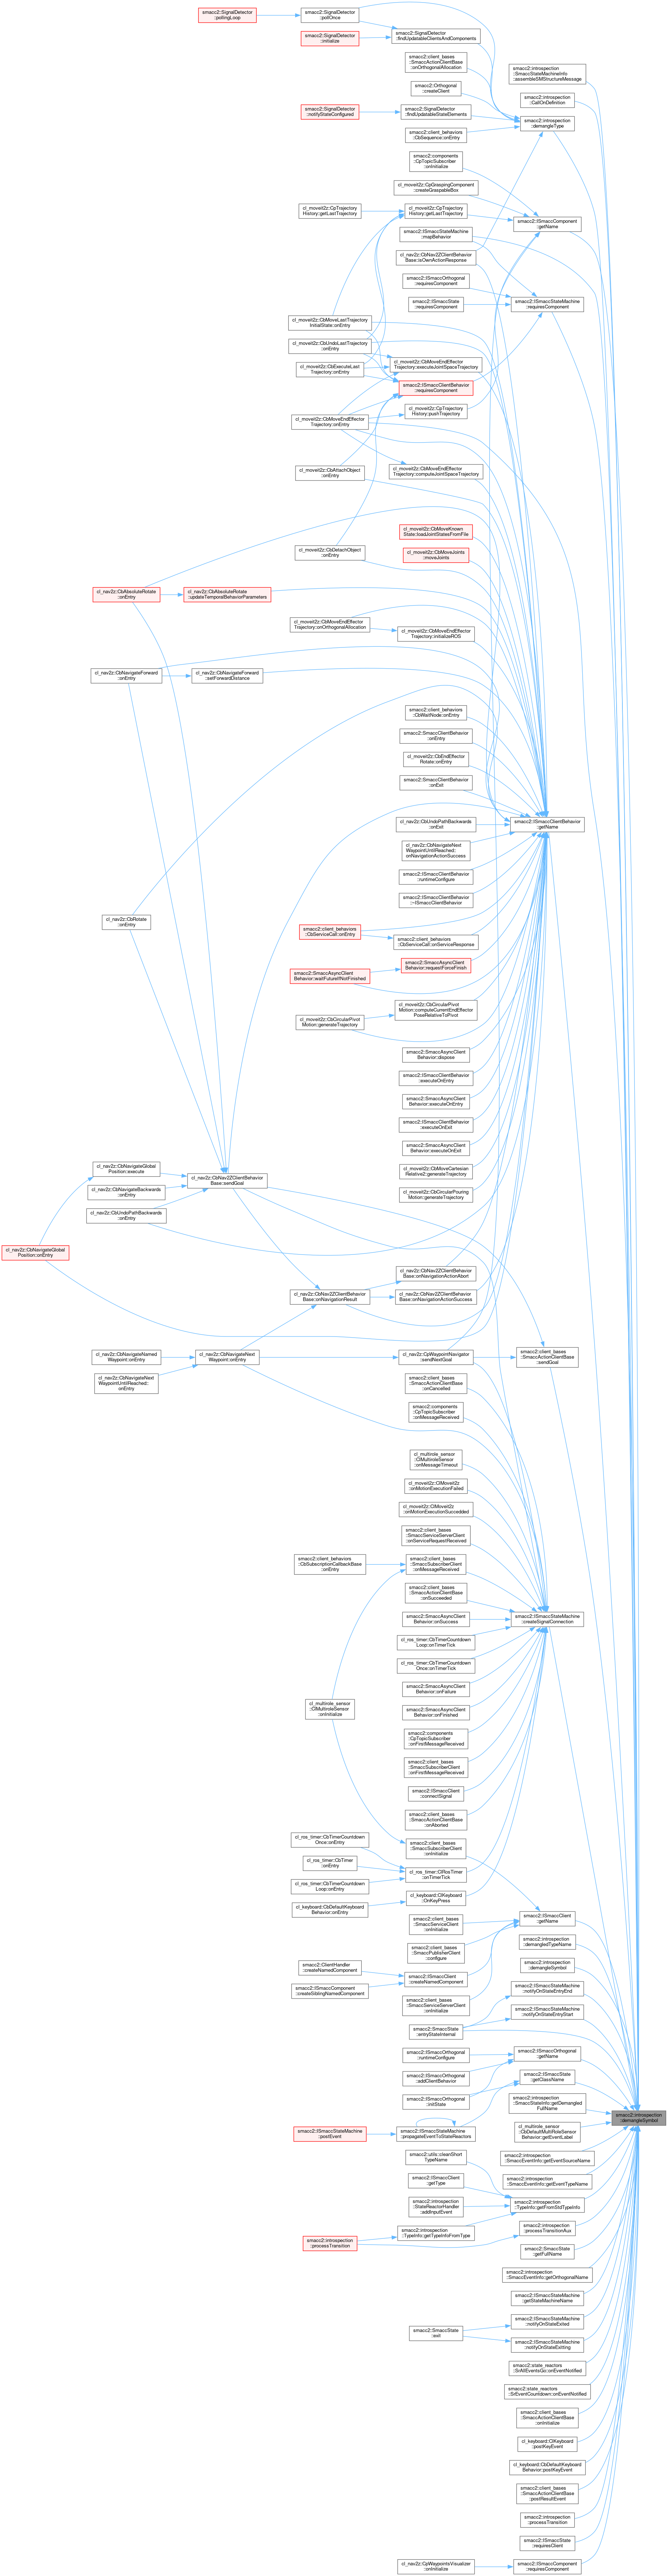 smacc2::SignalDetector
::pollingLoop
smacc2::SignalDetector
::pollOnce
smacc2::SignalDetector
::initialize
smacc2::SignalDetector
::findUpdatableClientsAndComponents
smacc2::client_bases
::SmaccActionClientBase
::onOrthogonalAllocation
smacc2::introspection
::SmaccStateMachineInfo
::assembleSMStructureMessage
smacc2::Orthogonal
::createClient
smacc2::introspection
::CallOnDefinition
smacc2::SignalDetector
::notifyStateConfigured
smacc2::SignalDetector
::findUpdatableStateElements
smacc2::introspection
::demangleType
smacc2::client_behaviors
::CbSequence::onEntry
smacc2::components
::CpTopicSubscriber
::onInitialize
cl_moveit2z::CpGraspingComponent
::createGraspableBox
cl_moveit2z::CpTrajectory
History::getLastTrajectory
cl_moveit2z::CpTrajectory
History::getLastTrajectory
smacc2::ISmaccComponent
::getName
smacc2::ISmaccStateMachine
::mapBehavior
cl_nav2z::CbNav2ZClientBehavior
Base::isOwnActionResponse
smacc2::ISmaccOrthogonal
::requiresComponent
smacc2::ISmaccState
::requiresComponent
smacc2::ISmaccStateMachine
::requiresComponent
cl_moveit2z::CbMoveLastTrajectory
InitialState::onEntry
cl_moveit2z::CbUndoLastTrajectory
::onEntry
cl_moveit2z::CbExecuteLast
Trajectory::onEntry
cl_moveit2z::CbMoveEndEffector
Trajectory::executeJointSpaceTrajectory
smacc2::ISmaccClientBehavior
::requiresComponent
cl_moveit2z::CbMoveEndEffector
Trajectory::onEntry
cl_moveit2z::CpTrajectory
History::pushTrajectory
cl_moveit2z::CbAttachObject
::onEntry
cl_moveit2z::CbMoveEndEffector
Trajectory::computeJointSpaceTrajectory
cl_moveit2z::CbMoveKnown
State::loadJointStatesFromFile
cl_moveit2z::CbDetachObject
::onEntry
cl_moveit2z::CbMoveJoints
::moveJoints
cl_nav2z::CbAbsoluteRotate
::onEntry
cl_nav2z::CbAbsoluteRotate
::updateTemporalBehaviorParameters
cl_moveit2z::CbMoveEndEffector
Trajectory::onOrthogonalAllocation
cl_moveit2z::CbMoveEndEffector
Trajectory::initializeROS
cl_nav2z::CbNavigateForward
::onEntry
cl_nav2z::CbNavigateForward
::setForwardDistance
smacc2::client_behaviors
::CbWaitNode::onEntry
smacc2::SmaccClientBehavior
::onEntry
cl_moveit2z::CbEndEffector
Rotate::onEntry
smacc2::SmaccClientBehavior
::onExit
cl_nav2z::CbUndoPathBackwards
::onExit
smacc2::ISmaccClientBehavior
::getName
cl_nav2z::CbNavigateNext
WaypointUntilReached::
onNavigationActionSuccess
smacc2::ISmaccClientBehavior
::runtimeConfigure
smacc2::ISmaccClientBehavior
::~ISmaccClientBehavior
cl_nav2z::CbRotate
::onEntry
smacc2::client_behaviors
::CbServiceCall::onEntry
smacc2::client_behaviors
::CbServiceCall::onServiceResponse
smacc2::SmaccAsyncClient
Behavior::waitFutureIfNotFinished
smacc2::SmaccAsyncClient
Behavior::requestForceFinish
cl_moveit2z::CbCircularPivot
Motion::generateTrajectory
cl_moveit2z::CbCircularPivot
Motion::computeCurrentEndEffector
PoseRelativeToPivot
smacc2::SmaccAsyncClient
Behavior::dispose
smacc2::ISmaccClientBehavior
::executeOnEntry
smacc2::SmaccAsyncClient
Behavior::executeOnEntry
smacc2::ISmaccClientBehavior
::executeOnExit
smacc2::SmaccAsyncClient
Behavior::executeOnExit
cl_moveit2z::CbMoveCartesian
Relative2::generateTrajectory
cl_nav2z::CbNavigateGlobal
Position::execute
cl_nav2z::CbNav2ZClientBehavior
Base::sendGoal
cl_nav2z::CbNavigateBackwards
::onEntry
cl_moveit2z::CbCircularPouring
Motion::generateTrajectory
cl_nav2z::CbUndoPathBackwards
::onEntry
cl_nav2z::CbNavigateGlobal
Position::onEntry
cl_nav2z::CbNav2ZClientBehavior
Base::onNavigationActionAbort
cl_nav2z::CbNav2ZClientBehavior
Base::onNavigationResult
cl_nav2z::CbNav2ZClientBehavior
Base::onNavigationActionSuccess
cl_nav2z::CbNavigateNamed
Waypoint::onEntry
cl_nav2z::CbNavigateNext
Waypoint::onEntry
cl_nav2z::CpWaypointNavigator
::sendNextGoal
smacc2::client_bases
::SmaccActionClientBase
::sendGoal
cl_nav2z::CbNavigateNext
WaypointUntilReached::
onEntry
smacc2::client_bases
::SmaccActionClientBase
::onCancelled
smacc2::components
::CpTopicSubscriber
::onMessageReceived
cl_multirole_sensor
::ClMultiroleSensor
::onMessageTimeout
cl_moveit2z::ClMoveit2z
::onMotionExecutionFailed
cl_moveit2z::ClMoveit2z
::onMotionExecutionSuccedded
smacc2::client_bases
::SmaccServiceServerClient
::onServiceRequestReceived
smacc2::client_behaviors
::CbSubscriptionCallbackBase
::onEntry
smacc2::client_bases
::SmaccSubscriberClient
::onMessageReceived
smacc2::client_bases
::SmaccActionClientBase
::onSucceeded
smacc2::SmaccAsyncClient
Behavior::onSuccess
smacc2::ISmaccStateMachine
::createSignalConnection
cl_ros_timer::CbTimerCountdown
Loop::onTimerTick
cl_ros_timer::CbTimerCountdown
Once::onTimerTick
smacc2::SmaccAsyncClient
Behavior::onFailure
cl_multirole_sensor
::ClMultiroleSensor
::onInitialize
smacc2::SmaccAsyncClient
Behavior::onFinished
smacc2::components
::CpTopicSubscriber
::onFirstMessageReceived
smacc2::client_bases
::SmaccSubscriberClient
::onFirstMessageReceived
smacc2::ISmaccClient
::connectSignal
smacc2::client_bases
::SmaccActionClientBase
::onAborted
smacc2::client_bases
::SmaccSubscriberClient
::onInitialize
cl_ros_timer::CbTimerCountdown
Once::onEntry
cl_ros_timer::CbTimer
::onEntry
cl_ros_timer::ClRosTimer
::onTimerTick
cl_ros_timer::CbTimerCountdown
Loop::onEntry
cl_keyboard::CbDefaultKeyboard
Behavior::onEntry
cl_keyboard::ClKeyboard
::OnKeyPress
smacc2::client_bases
::SmaccServiceClient
::onInitialize
smacc2::ISmaccClient
::getName
smacc2::client_bases
::SmaccPublisherClient
::configure
smacc2::introspection
::demangledTypeName
smacc2::ClientHandler
::createNamedComponent
smacc2::ISmaccClient
::createNamedComponent
smacc2::introspection
::demangleSymbol
smacc2::ISmaccComponent
::createSiblingNamedComponent
smacc2::client_bases
::SmaccServiceServerClient
::onInitialize
smacc2::ISmaccStateMachine
::notifyOnStateEntryEnd
smacc2::ISmaccStateMachine
::notifyOnStateEntryStart
smacc2::SmaccState
::entryStateInternal
smacc2::ISmaccOrthogonal
::runtimeConfigure
smacc2::ISmaccOrthogonal
::getName
smacc2::ISmaccOrthogonal
::addClientBehavior
smacc2::ISmaccState
::getClassName
smacc2::ISmaccOrthogonal
::initState
smacc2::introspection
::SmaccStateInfo::getDemangled
FullName
smacc2::introspection
::demangleSymbol
smacc2::ISmaccStateMachine
::postEvent
smacc2::ISmaccStateMachine
::propagateEventToStateReactors
cl_multirole_sensor
::CbDefaultMultiRoleSensor
Behavior::getEventLabel
smacc2::introspection
::SmaccEventInfo::getEventSourceName
smacc2::utils::cleanShort
TypeName
smacc2::ISmaccClient
::getType
smacc2::introspection
::SmaccEventInfo::getEventTypeName
smacc2::introspection
::StateReactorHandler
::addInputEvent
smacc2::introspection
::TypeInfo::getFromStdTypeInfo
smacc2::introspection
::processTransition
smacc2::introspection
::TypeInfo::getTypeInfoFromType
smacc2::introspection
::processTransitionAux
smacc2::SmaccState
::getFullName
smacc2::introspection
::SmaccEventInfo::getOrthogonalName
smacc2::ISmaccStateMachine
::getStateMachineName
smacc2::SmaccState
::exit
smacc2::ISmaccStateMachine
::notifyOnStateExited
smacc2::ISmaccStateMachine
::notifyOnStateExitting
smacc2::state_reactors
::SrAllEventsGo::onEventNotified
smacc2::state_reactors
::SrEventCountdown::onEventNotified
smacc2::client_bases
::SmaccActionClientBase
::onInitialize
cl_keyboard::ClKeyboard
::postKeyEvent
cl_keyboard::CbDefaultKeyboard
Behavior::postKeyEvent
smacc2::client_bases
::SmaccActionClientBase
::postResultEvent
smacc2::introspection
::processTransition
smacc2::ISmaccState
::requiresClient
cl_nav2z::CpWaypointsVisualizer
::onInitialize
smacc2::ISmaccComponent
::requiresComponent